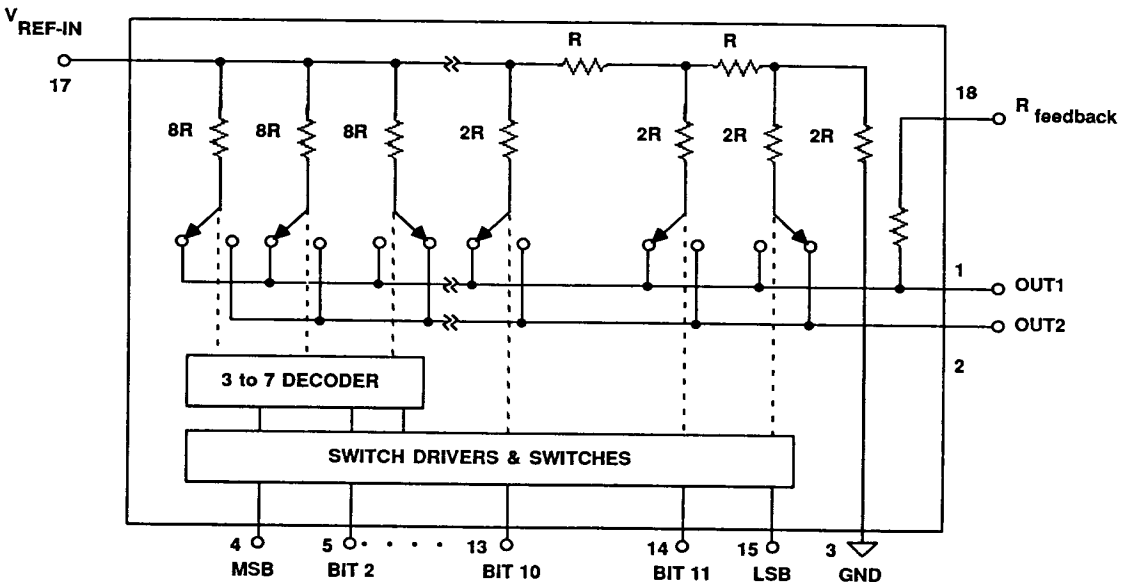 V REF-IN
17
R
R
8R
8R
8R
2R
2R
2R
2R
18
R feedback
1
OUT1
OUT2
2
3 to 7 DECODER
SWITCH DRIVERS & SWITCHES
4
5
13
14
15
3
MSB
BIT 2
BIT 10
BIT 11
LSB
GND